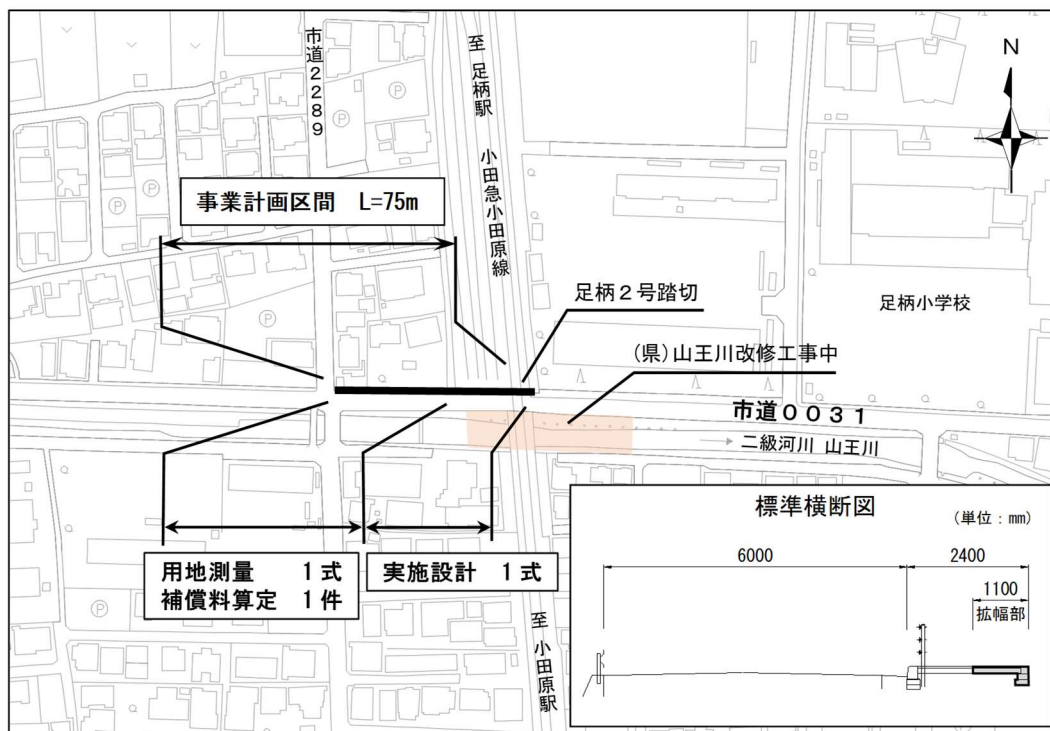 市道２２８９
至 足柄駅
小田急小田原線
N
事業計画区間 L=75m
足柄２号踏切
足柄小学校
(県)山王川改修工事中
市道００３１
二級河川 山王川
用地測量 １式
補償料算定 １件
実施設計 １式
至 小田原駅
標準横断図
(単位：mm)
6000
2400
1100
拡幅部
P
P
P
P
P
P
P